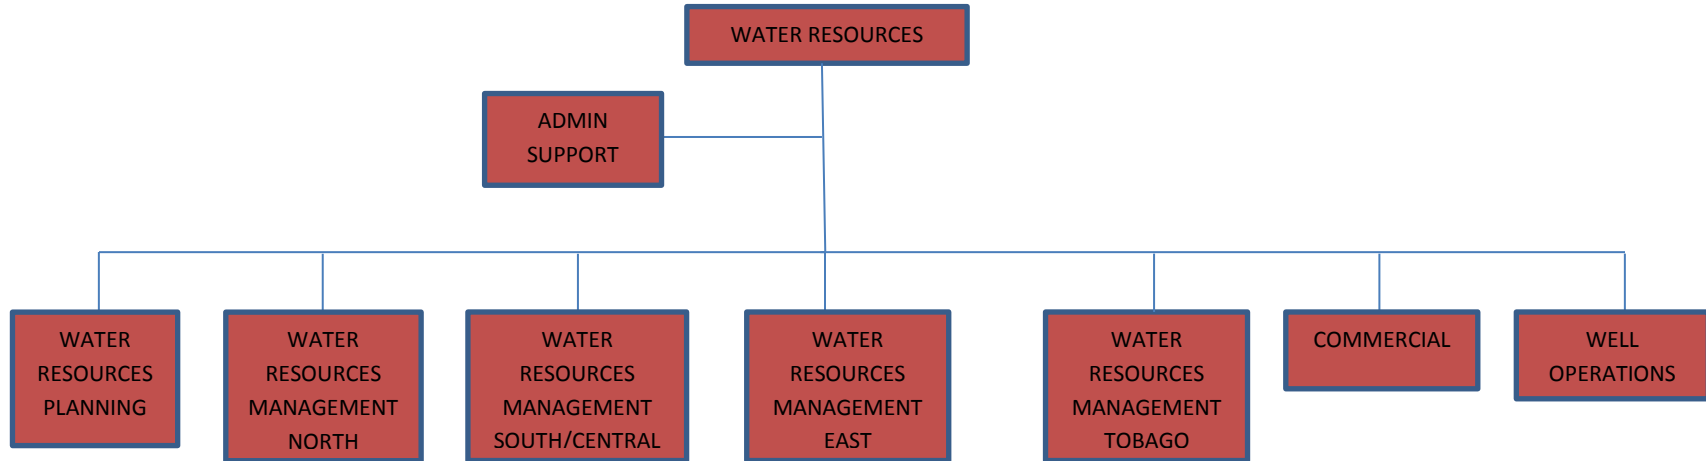 WATER RESOURCES
ADMIN
SUPPORT
WATER
RESOURCES
PLANNING
WATER
RESOURCES
MANAGEMENT
NORTH
WATER
RESOURCES
MANAGEMENT
SOUTH/CENTRAL
WATER
RESOURCES
MANAGEMENT
EAST
WATER
RESOURCES
MANAGEMENT
TOBAGO
COMMERCIAL
WELL
OPERATIONS